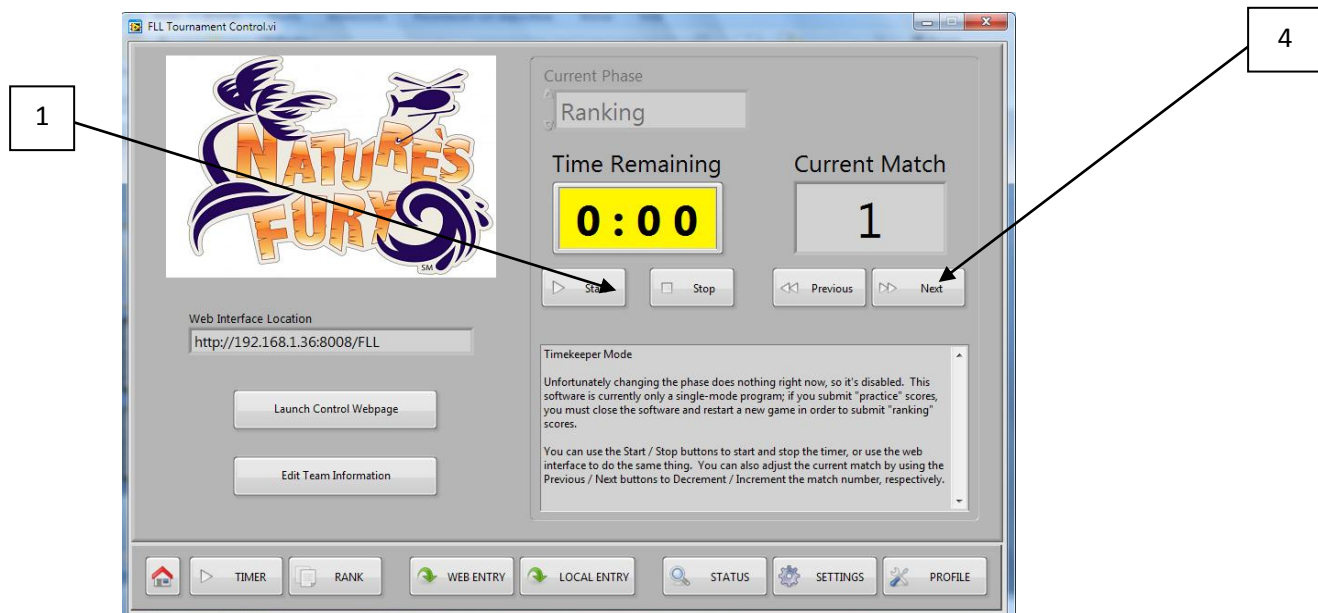 FLL Tournament Control.vi
4
1
NATURE'S
FURY
SM
Current Phase
Ranking
Time Remaining
Current Match
0:00
1
Start
Stop
Previous
Next
Web Interface Location
http://192.168.1.36:8008/FLL
Launch Control Webpage
Edit Team Information
Timekeeper Mode
Unfortunately changing the phase does nothing right now, so it's disabled. This
software is currently only a single-mode program; if you submit "practice" scores,
you must close the software and restart a new game in order to submit "ranking"
scores.
You can use the Start / Stop buttons to start and stop the timer, or use the web
interface to do the same thing. You can also adjust the current match by using the
Previous / Next buttons to Decrement / Increment the match number, respectively.
TIMER
RANK
WEB ENTRY
LOCAL ENTRY
STATUS
SETTINGS
PROFILE